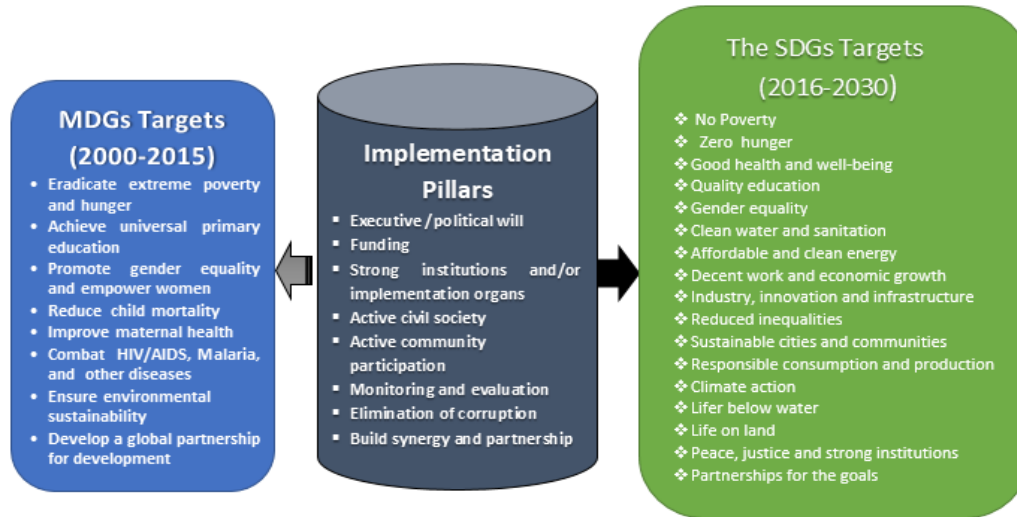 MDGs Targets
(2000-2015)
• Eradicate extreme poverty
and hunger
• Achieve universal primary
education
• Promote gender equality
and empower women
• Reduce child mortality
• Improve maternal health
• Combat HIV/AIDS, Malaria,
and other diseases
• Ensure environmental
sustainability
• Develop a global partnership
for development
Implementation
Pillars
▪ Executive/political will
▪ Funding
▪ Strong institutions and/or
implementation organs
▪ Active civil society
▪ Active community
participation
▪ Monitoring and evaluation
▪ Elimination of corruption
▪ Build synergy and partnership
The SDGs Targets
(2016-2030)
❖ No Poverty
❖ Zero hunger
❖ Good health and well-being
❖ Quality education
❖ Gender equality
❖ Clean water and sanitation
❖ Affordable and clean energy
❖ Decent work and economic growth
❖ Industry, innovation and infrastructure
❖ Reduced inequalities
❖ Sustainable cities and communities
❖ Responsible consumption and production
❖ Climate action
❖ Lifer below water
❖ Life on land
❖ Peace, justice and strong institutions
❖ Partnerships for the goals